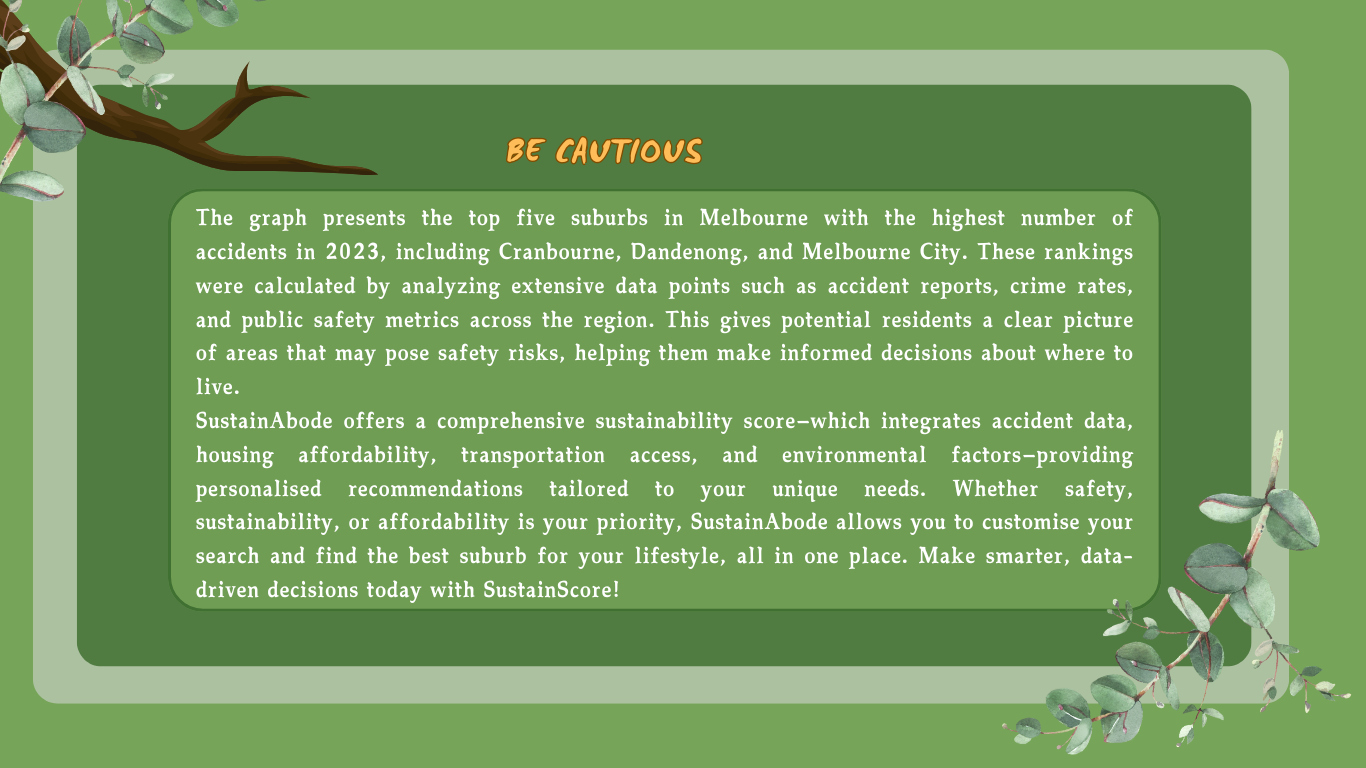 BE CAUTIOUS
The graph presents the top five suburbs in Melbourne with the highest number of
accidents in 2023, including Cranbourne, Dandenong, and Melbourne City. These rankings
were calculated by analyzing extensive data points such as accident reports, crime rates,
and public safety metrics across the region. This gives potential residents a clear picture
of areas that may pose safety risks, helping them make informed decisions about where to
live.
SustainAbode offers a comprehensive sustainability score–which integrates accident data,
housing affordability, transportation access, and environmental factors–providing
personalised recommendations tailored to your unique needs. Whether safety,
sustainability, or affordability is your priority, SustainAbode allows you to customise your
search and find the best suburb for your lifestyle, all in one place. Make smarter, data-
driven decisions today with SustainScore!